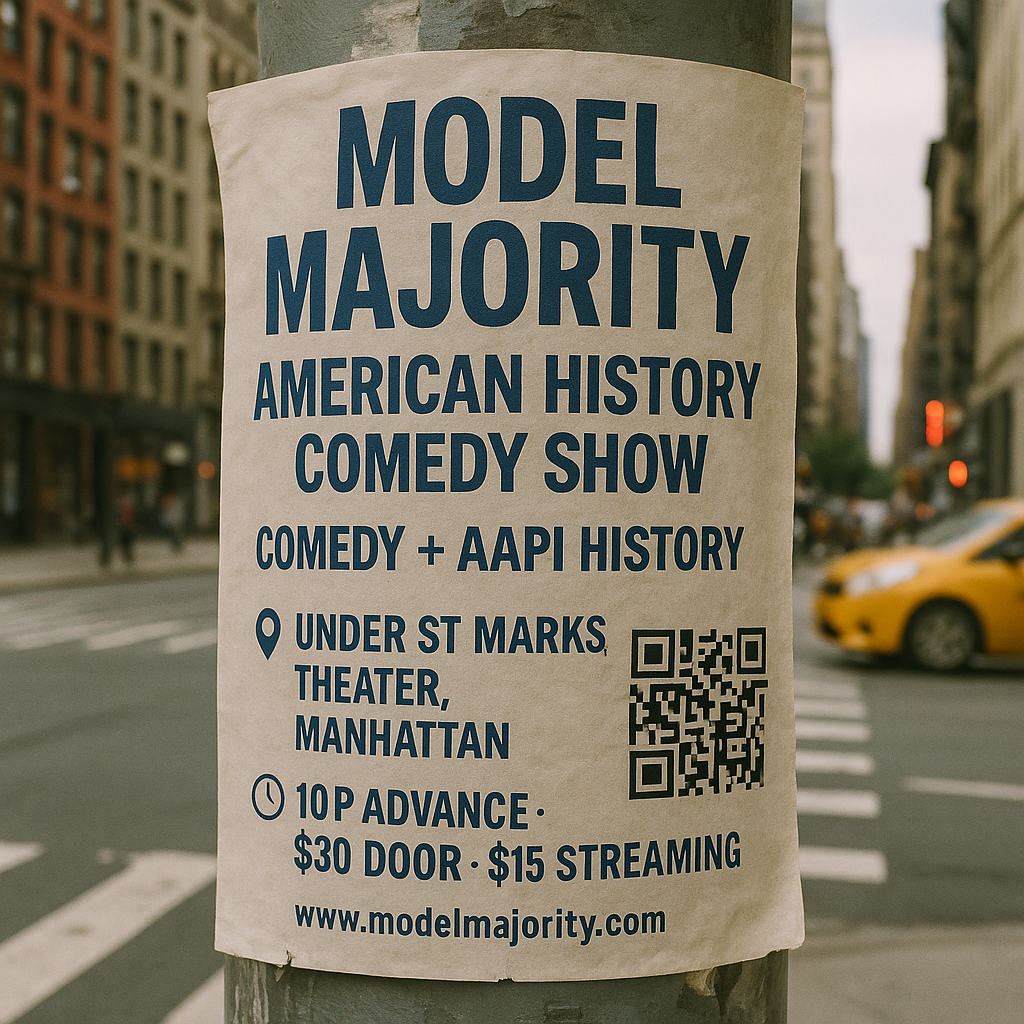 MODEL
MAJORITY
AMERICAN HISTORY
COMEDY SHOW
COMEDY + AAPI HISTORY
UNDER ST MARKS
THEATER,
MANHATTAN
10P ADVANCE ·
$30 DOOR · $15 STREAMING
www.modelmajority.com